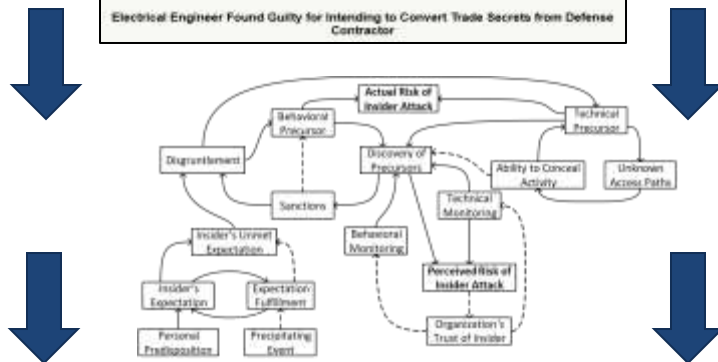 Electrical Engineer Found Guilty for Intending to Convert Trade Secrets from Defense
Contractor
Actual Risk of
Insider Attack
Behavioral
Precursor
Technical
Precursor
Disgruntlement
Discovery of
Precursors
Ability to Conceal
Activity
Unknown
Access Paths
Sanctions
Technical
Monitoring
Insider's Unmet
Expectation
Behavioral
Monitoring
Perceived Risk of
Insider Attack
Insider's
Expectation
Expectation
Fulfillment
Organization's
Trust of Insider
Personal
Predisposition
Precipitating
Event